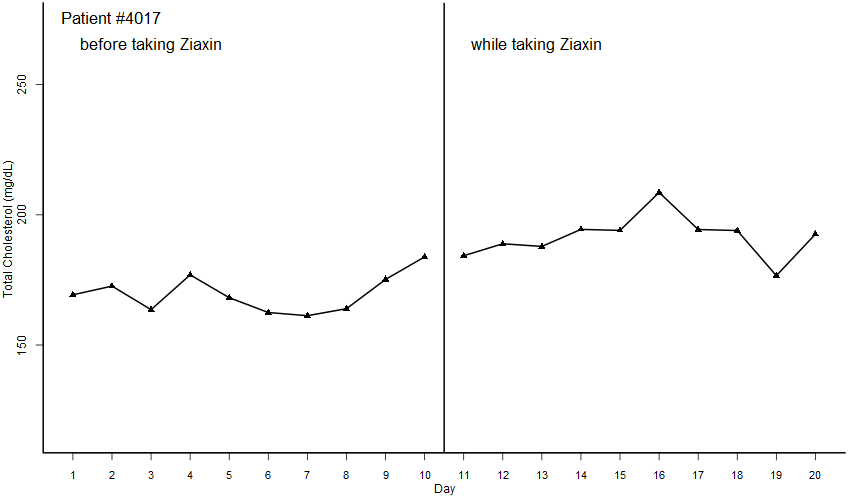 Patient #4017
before taking Ziaxin
while taking Ziaxin
250
200
150
Total Cholesterol (mg/dL)
1 2 3 4 5 6 7 8 9 10 11 12 13 14 15 16 17 18 19 20
Day